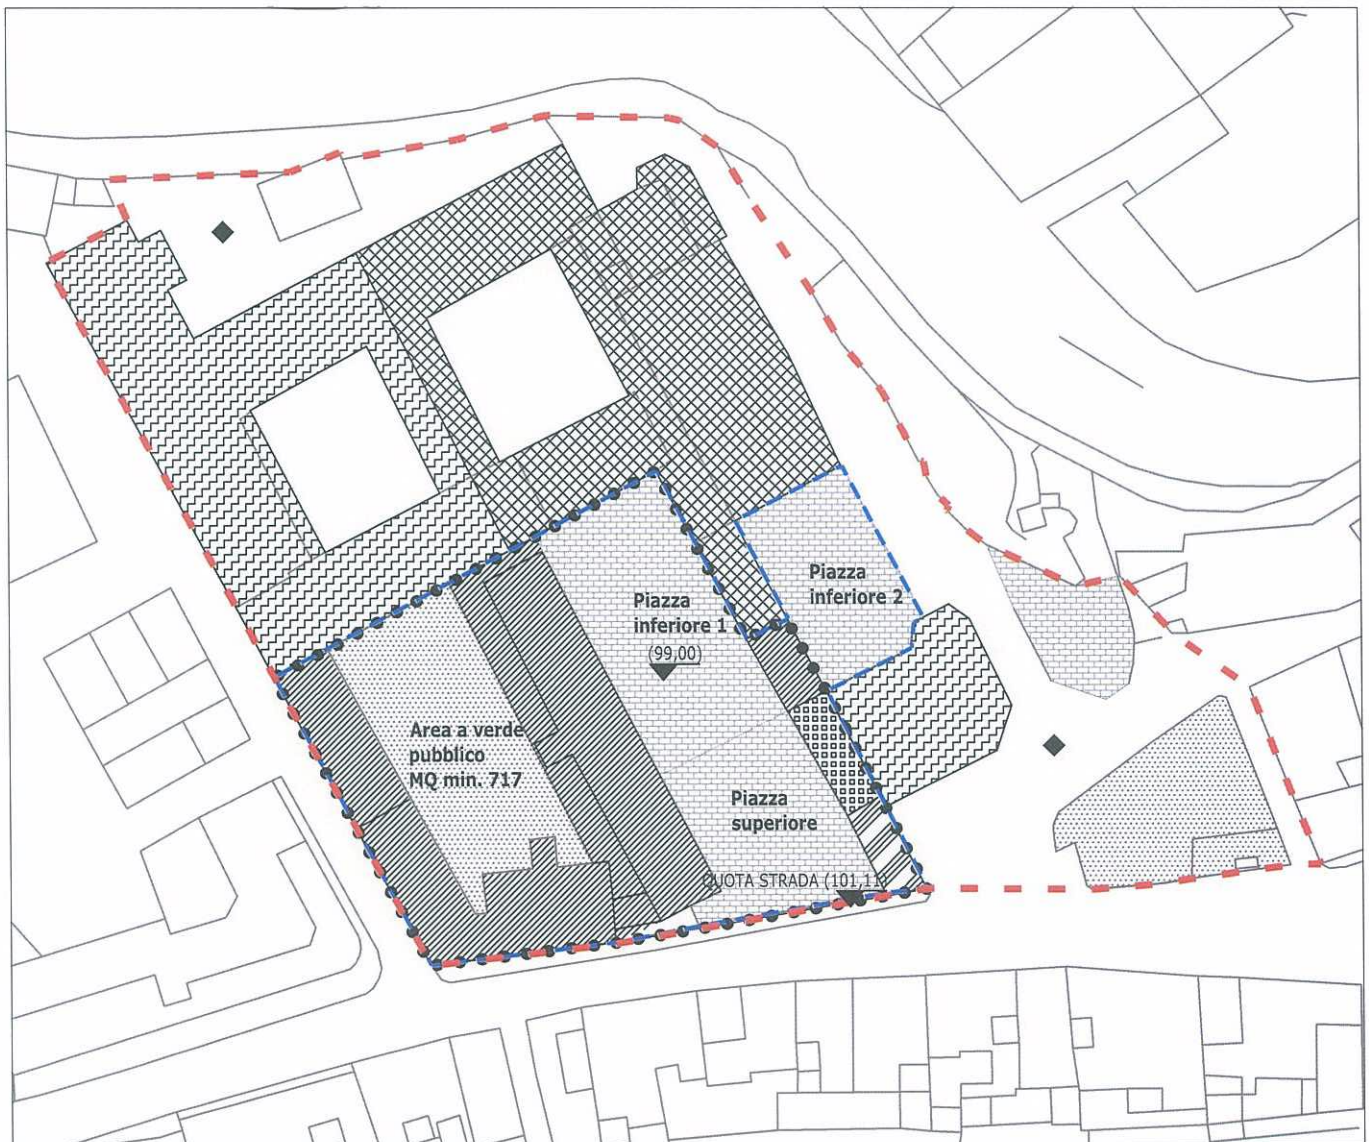 Piazza
inferiore 2
Piazza
inferiore 1
(99,00)
Area a verde
pubblico
MQ min. 717
Piazza
superiore
QUOTA STRADA (101,11)